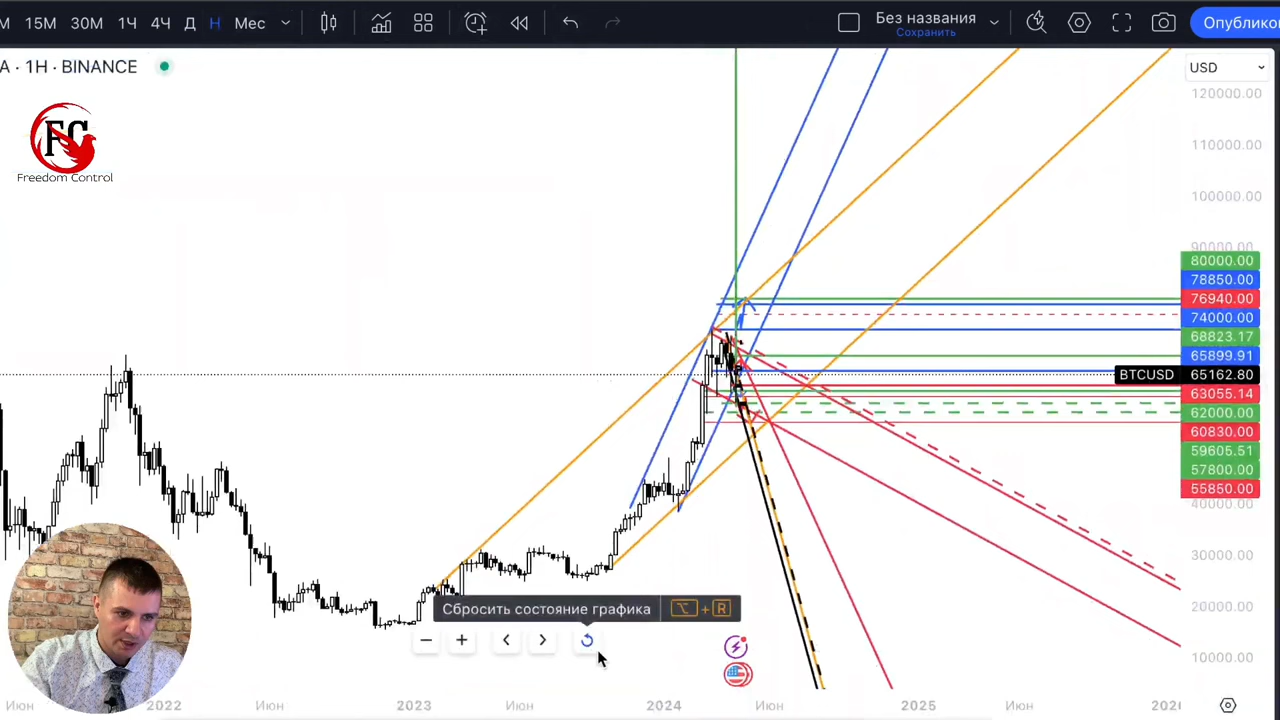 М 15М 30М 1Ч 4Ч Д Н Мес
Без названия
Сохранить
А · 1Н · BINANCE
USD
FC
Freedom Control
120000.00
110000.00
100000.00
90000.00
80000.00
78850.00
76940.00
74000.00
68823.17
65899.91
BTCUSD 65162.80
63055.14
62000.00
60830.00
59605.51
57800.00
55850.00
40000.00
30000.00
20000.00
10000.00
Сбросить состояние графика ⌥ + R
Июн 2022 Июн 2023 Июн 2024 Июн 2025 Июн